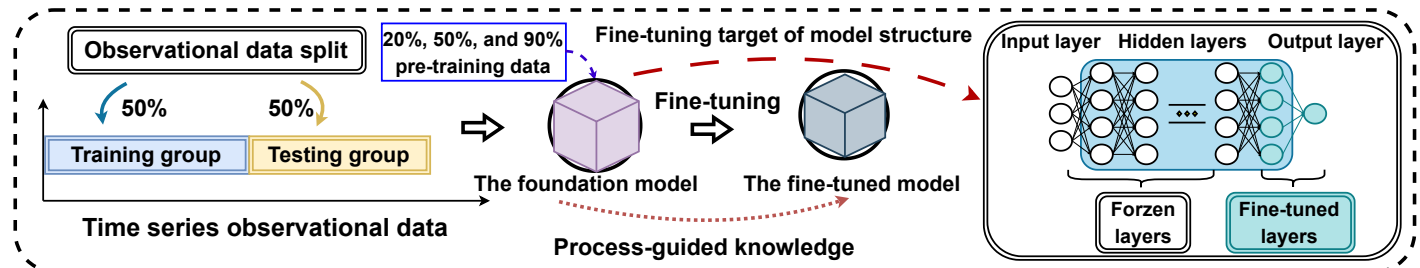 Observational data split
50%
50%
Training group
Testing group
Time series observational data
20%, 50%, and 90%
pre-training data
The foundation model
Fine-tuning
The fine-tuned model
Process-guided knowledge
Fine-tuning target of model structure
Input layer
Hidden layers
Output layer
Forzen
layers
Fine-tuned
layers